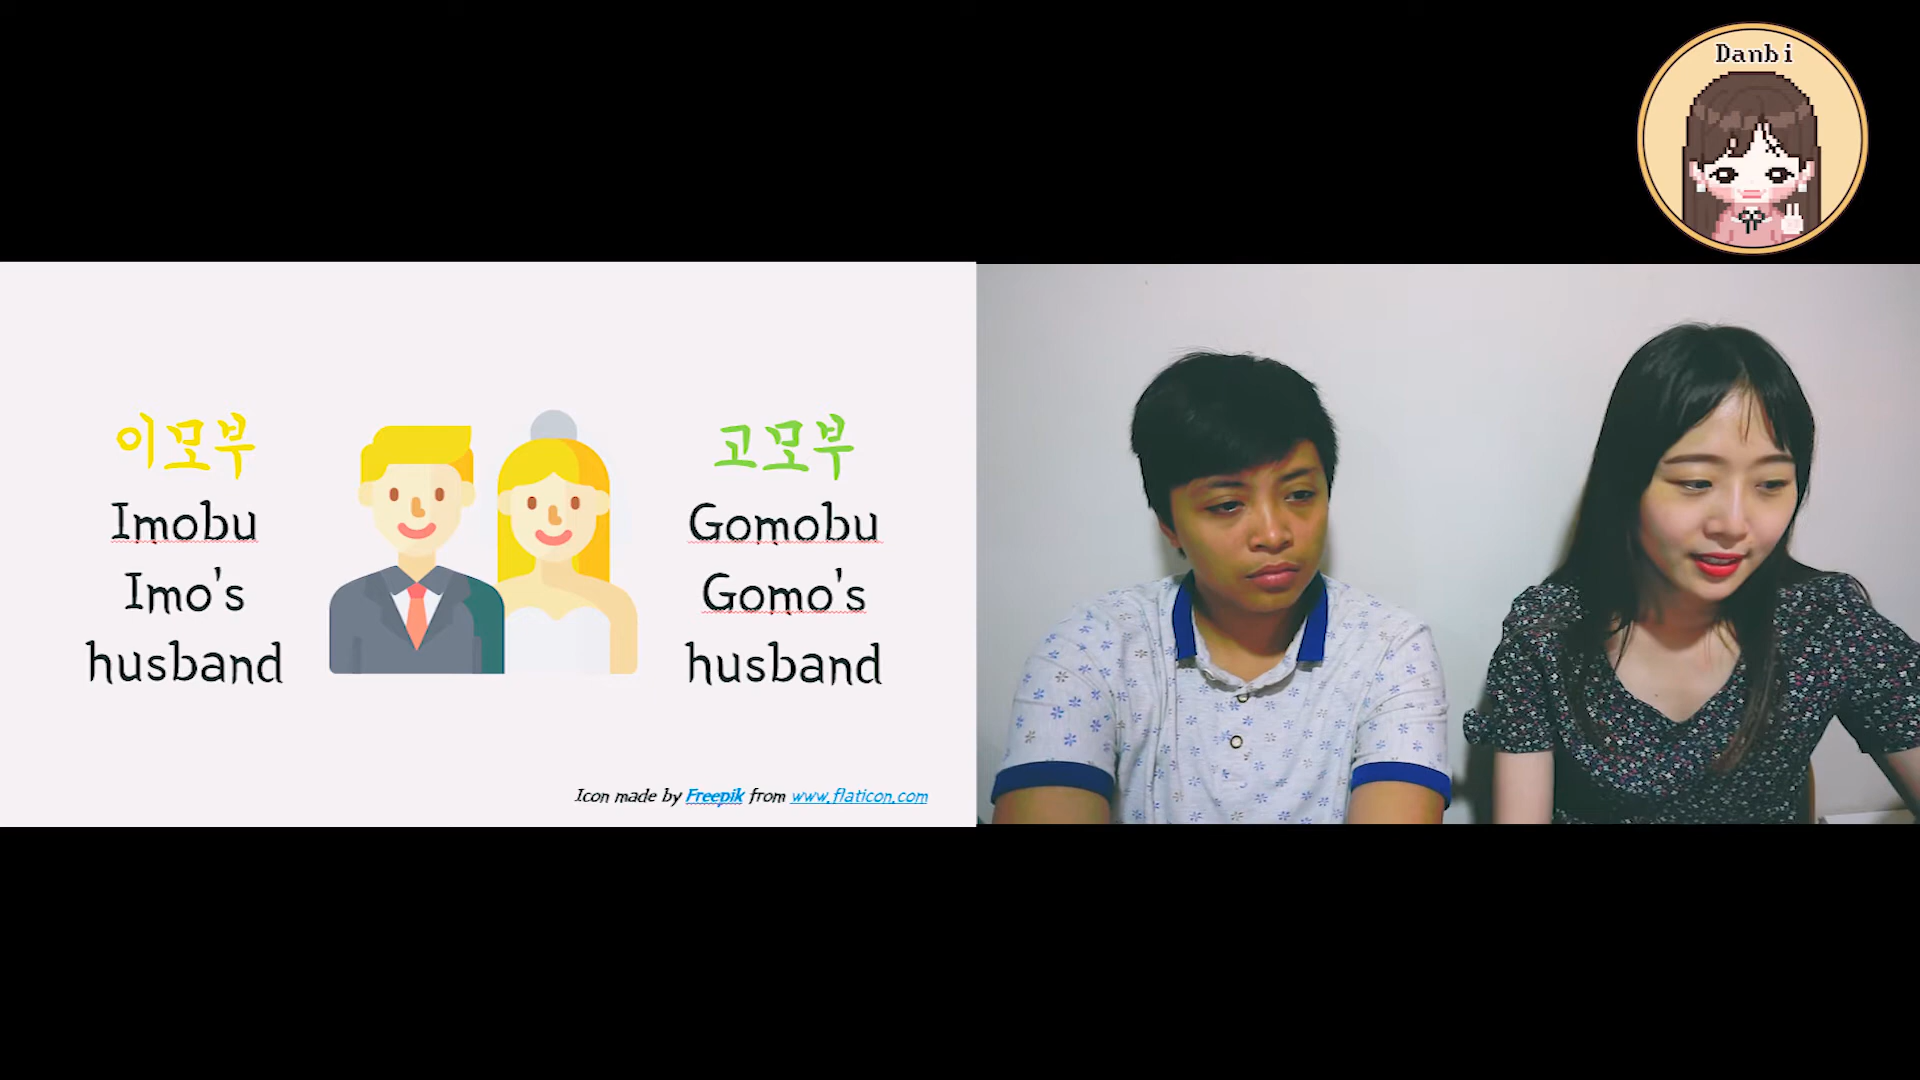 Danbi
이모부
Imobu
Imo's
husband
고모부
Gomobu
Gomo's
husband
Icon made by Freepik from www.flaticon.com